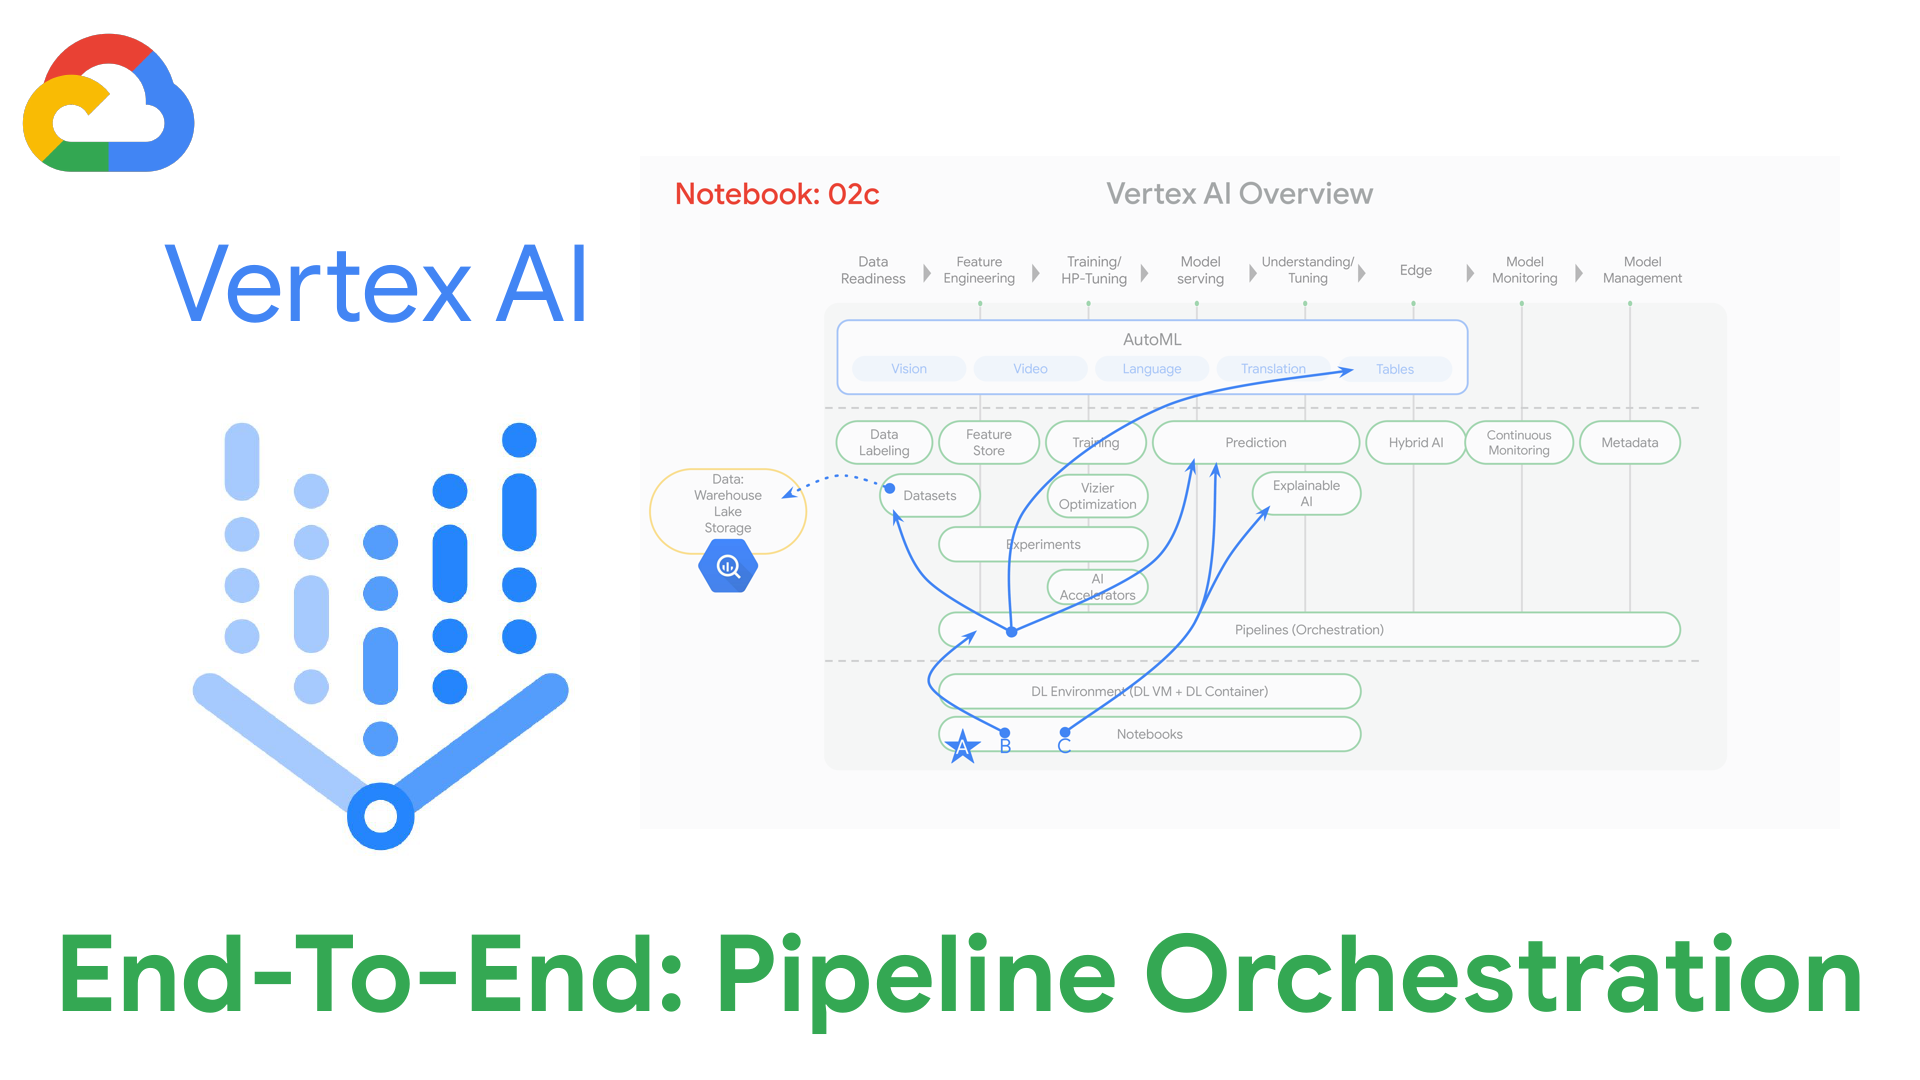 Notebook: 02c
Vertex AI Overview
Vertex AI
Data
Readiness
Feature
Engineering
Training/
HP-Tuning
Model
serving
Understanding/
Tuning
Edge
Model
Monitoring
Model
Management
AutoML
Vision
Video
Language
Translation
Tables
Data
Labeling
Feature
Store
Training
Prediction
Hybrid AI
Continuous
Monitoring
Metadata
Data:
Warehouse
Lake
Storage
Datasets
Vizier
Optimization
Explainable
AI
Experiments
AI
Accelerators
Pipelines (Orchestration)
DL Environment (DL VM + DL Container)
Notebooks
A
B
C
End-To-End: Pipeline Orchestration